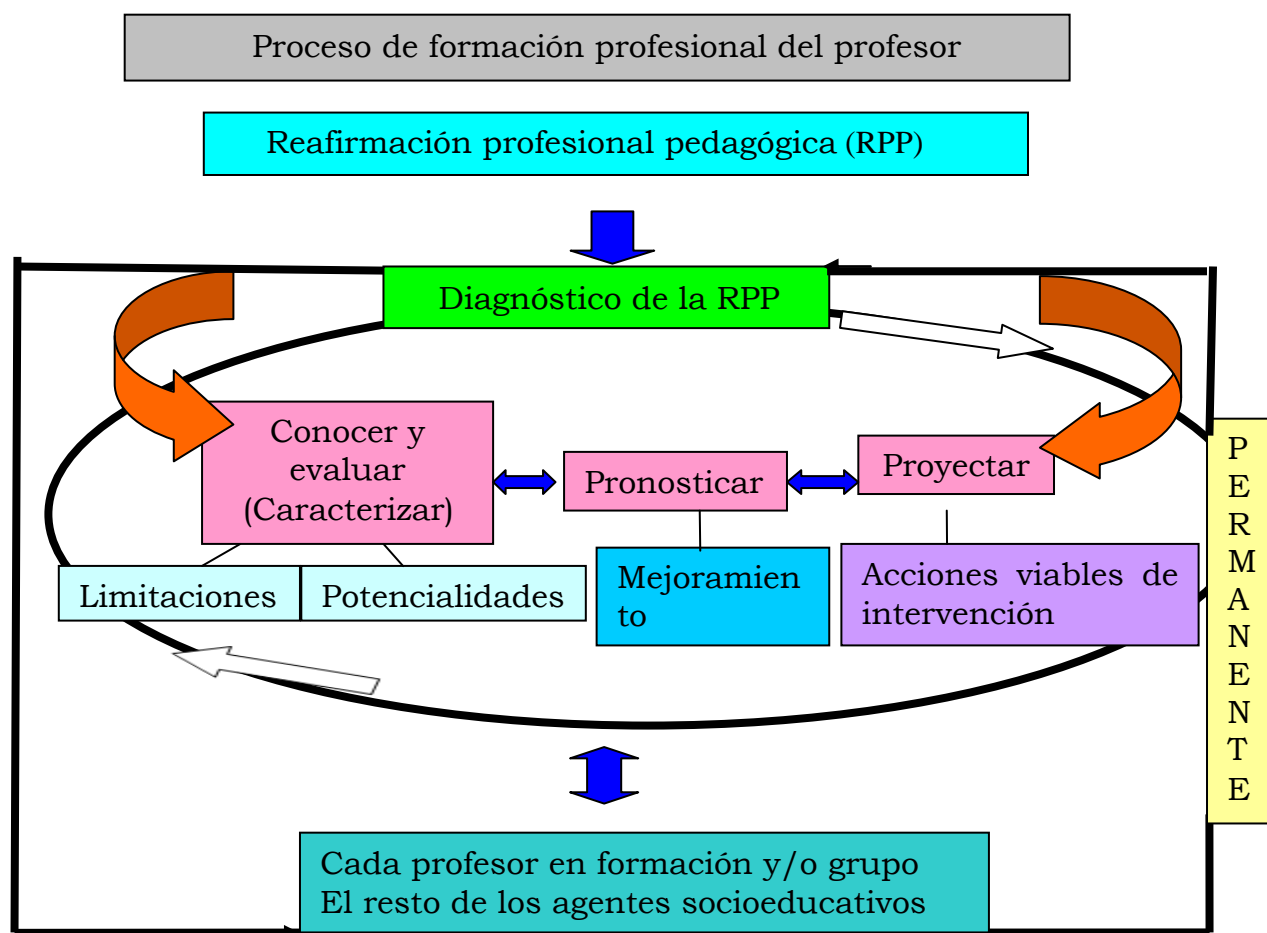 Proceso de formación profesional del profesor
Reafirmación profesional pedagógica (RPP)
Diagnóstico de la RPP
Conocer y
evaluar
(Caracterizar)
Pronosticar
Proyectar
Limitaciones
Potencialidades
Mejoramien
to
Acciones viables de
intervención
P
E
R
M
A
N
E
N
T
E
Cada profesor en formación y/o grupo
El resto de los agentes socioeducativos